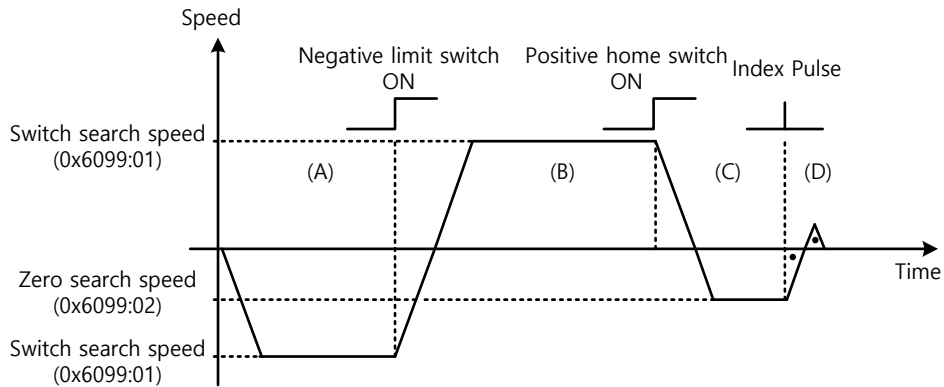 Speed
Negative limit switch
ON
Positive home switch
ON
Index Pulse
Switch search speed
(0x6099:01)
(A)
(B)
(C)
(D)
Time
Zero search speed
(0x6099:02)
Switch search speed
(0x6099:01)